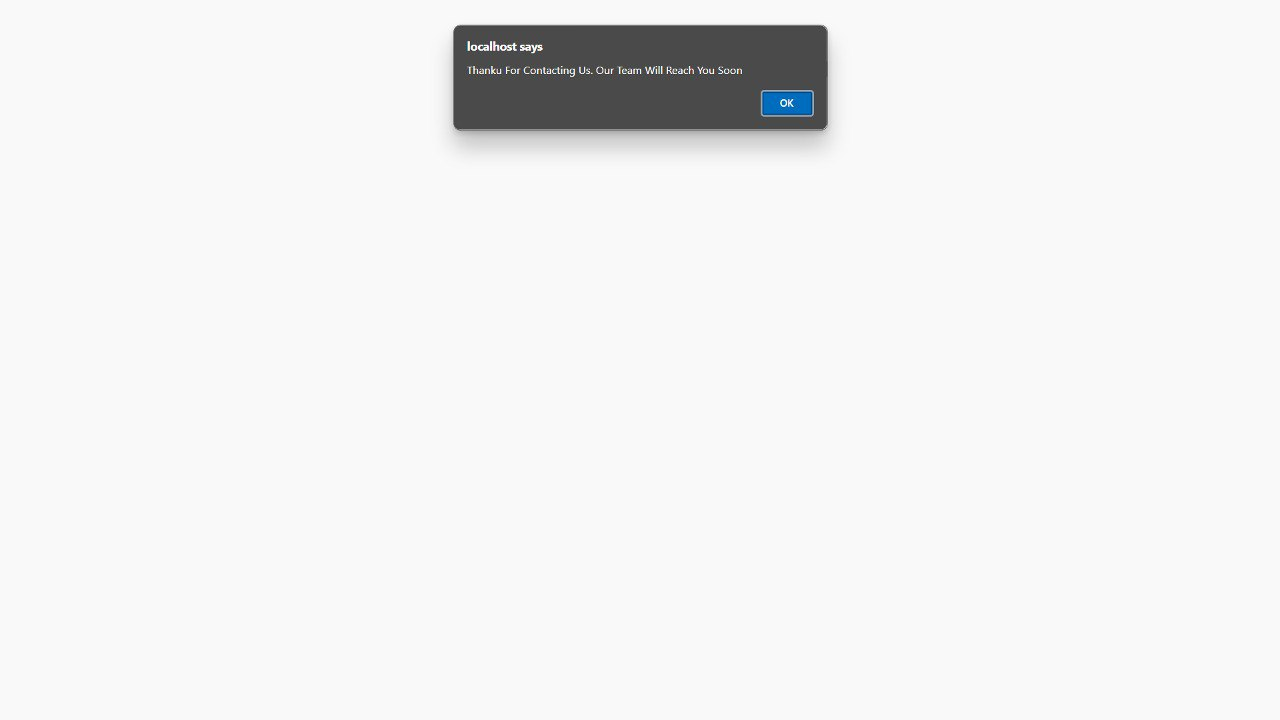 localhost says
Thanku For Contacting Us. Our Team Will Reach You Soon
OK